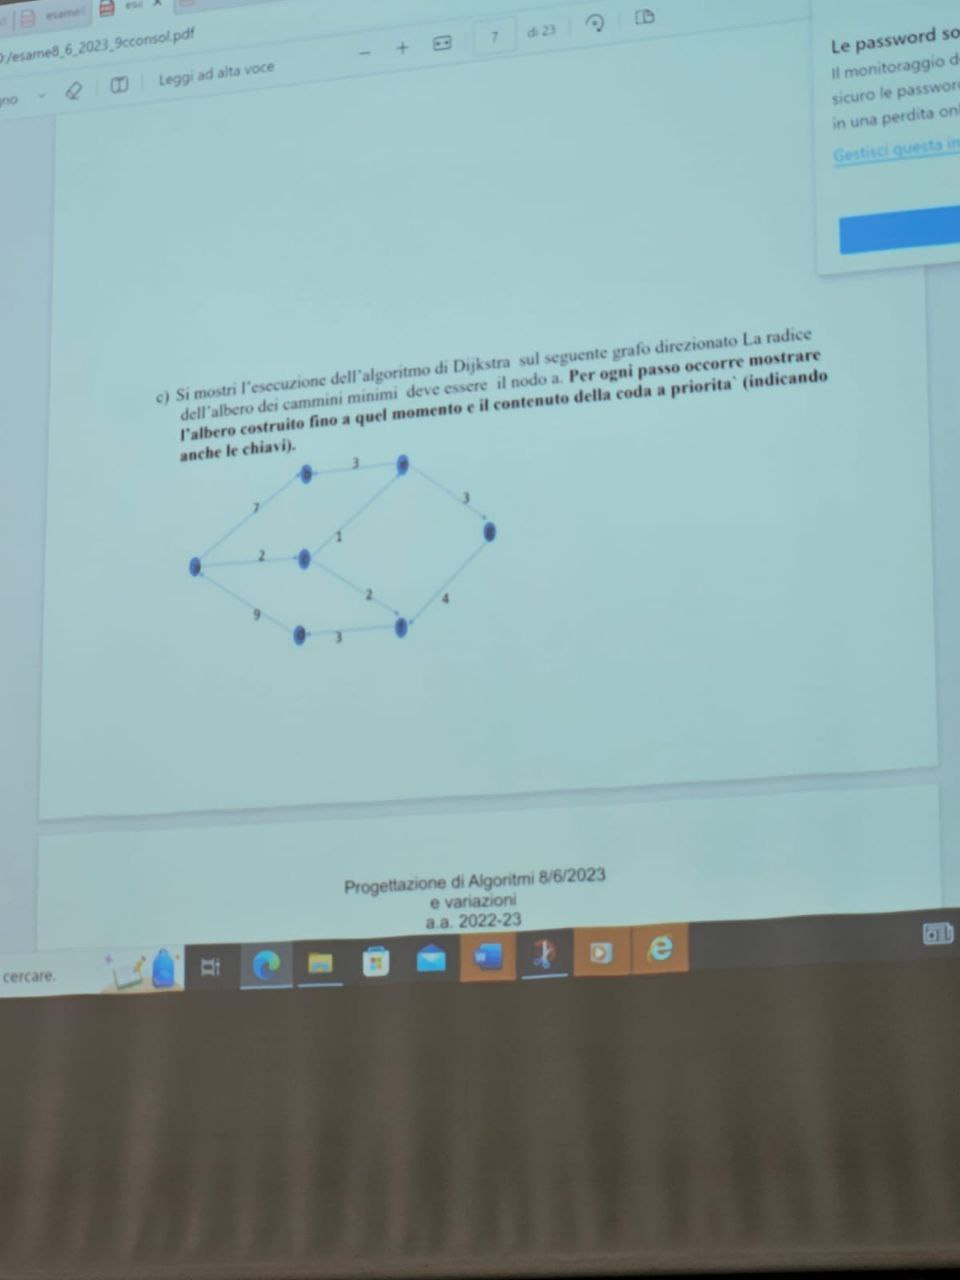 esame
ese
/esame8_6_2023_9cconsol.pdf
Leggi ad alta voce
7
di 23
Le password so
Il monitoraggio d
sicuro le passwor
in una perdita onl
Gestisci questa in
c) Si mostri l'esecuzione dell'algoritmo di Dijkstra sul seguente grafo direzionato La radice
dell'albero dei cammini minimi deve essere il nodo a. Per ogni passo occorre mostrare
l'albero costruito fino a quel momento e il contenuto della coda a priorita` (indicando
anche le chiavi).
3
7
3
1
2
2
9
4
3
Progettazione di Algoritmi 8/6/2023
e variazioni
a.a. 2022-23
cercare.